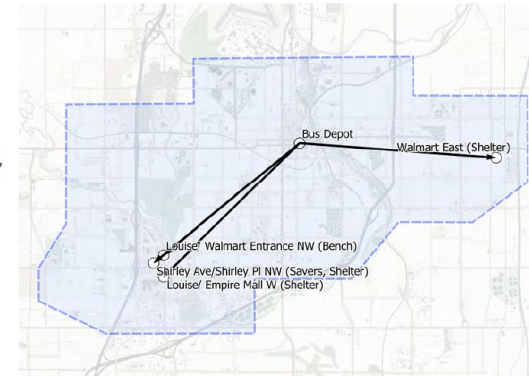 Bus Depot
Walmart East (Shelter)
Louise/ Walmart Entrance NW (Bench)
Shirley Ave/Shirley Pl NW (Savers, Shelter)
Louise/ Empire Mall W (Shelter)